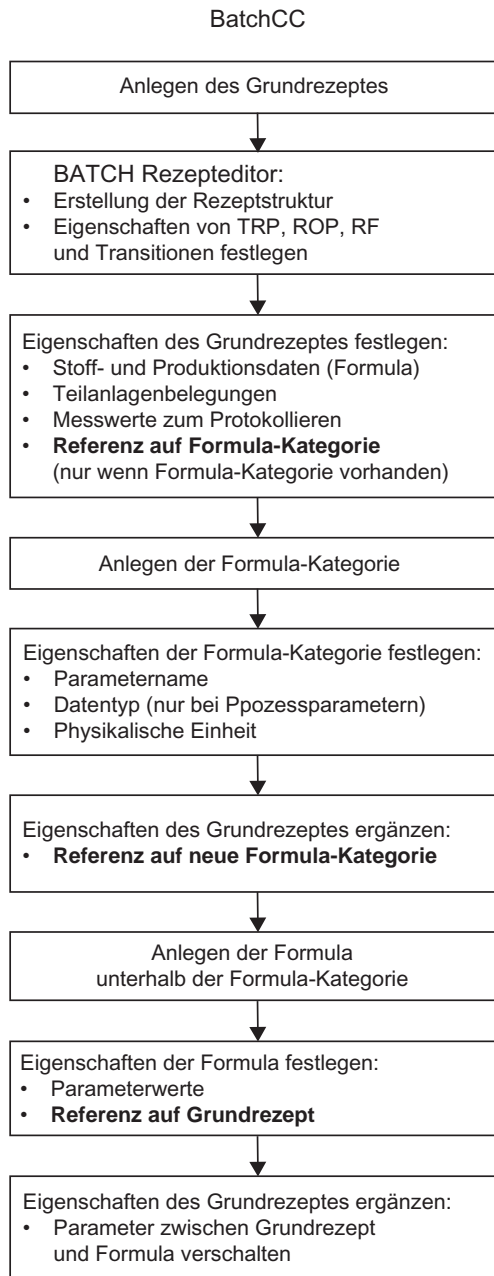 BatchCC
Anlegen des Grundrezeptes
BATCH Rezepteditor:
• Erstellung der Rezeptstruktur
• Eigenschaften von TRP, ROP, RF
und Transitionen festlegen
Eigenschaften des Grundrezeptes festlegen:
• Stoff- und Produktionsdaten (Formula)
• Teilanlagenbelegungen
• Messwerte zum Protokollieren
• Referenz auf Formula-Kategorie
(nur wenn Formula-Kategorie vorhanden)
Anlegen der Formula-Kategorie
Eigenschaften der Formula-Kategorie festlegen:
• Parametername
• Datentyp (nur bei Ppozessparametern)
• Physikalische Einheit
Eigenschaften des Grundrezeptes ergänzen:
• Referenz auf neue Formula-Kategorie
Anlegen der Formula
unterhalb der Formula-Kategorie
Eigenschaften der Formula festlegen:
• Parameterwerte
• Referenz auf Grundrezept
Eigenschaften des Grundrezeptes ergänzen:
• Parameter zwischen Grundrezept
und Formula verschalten